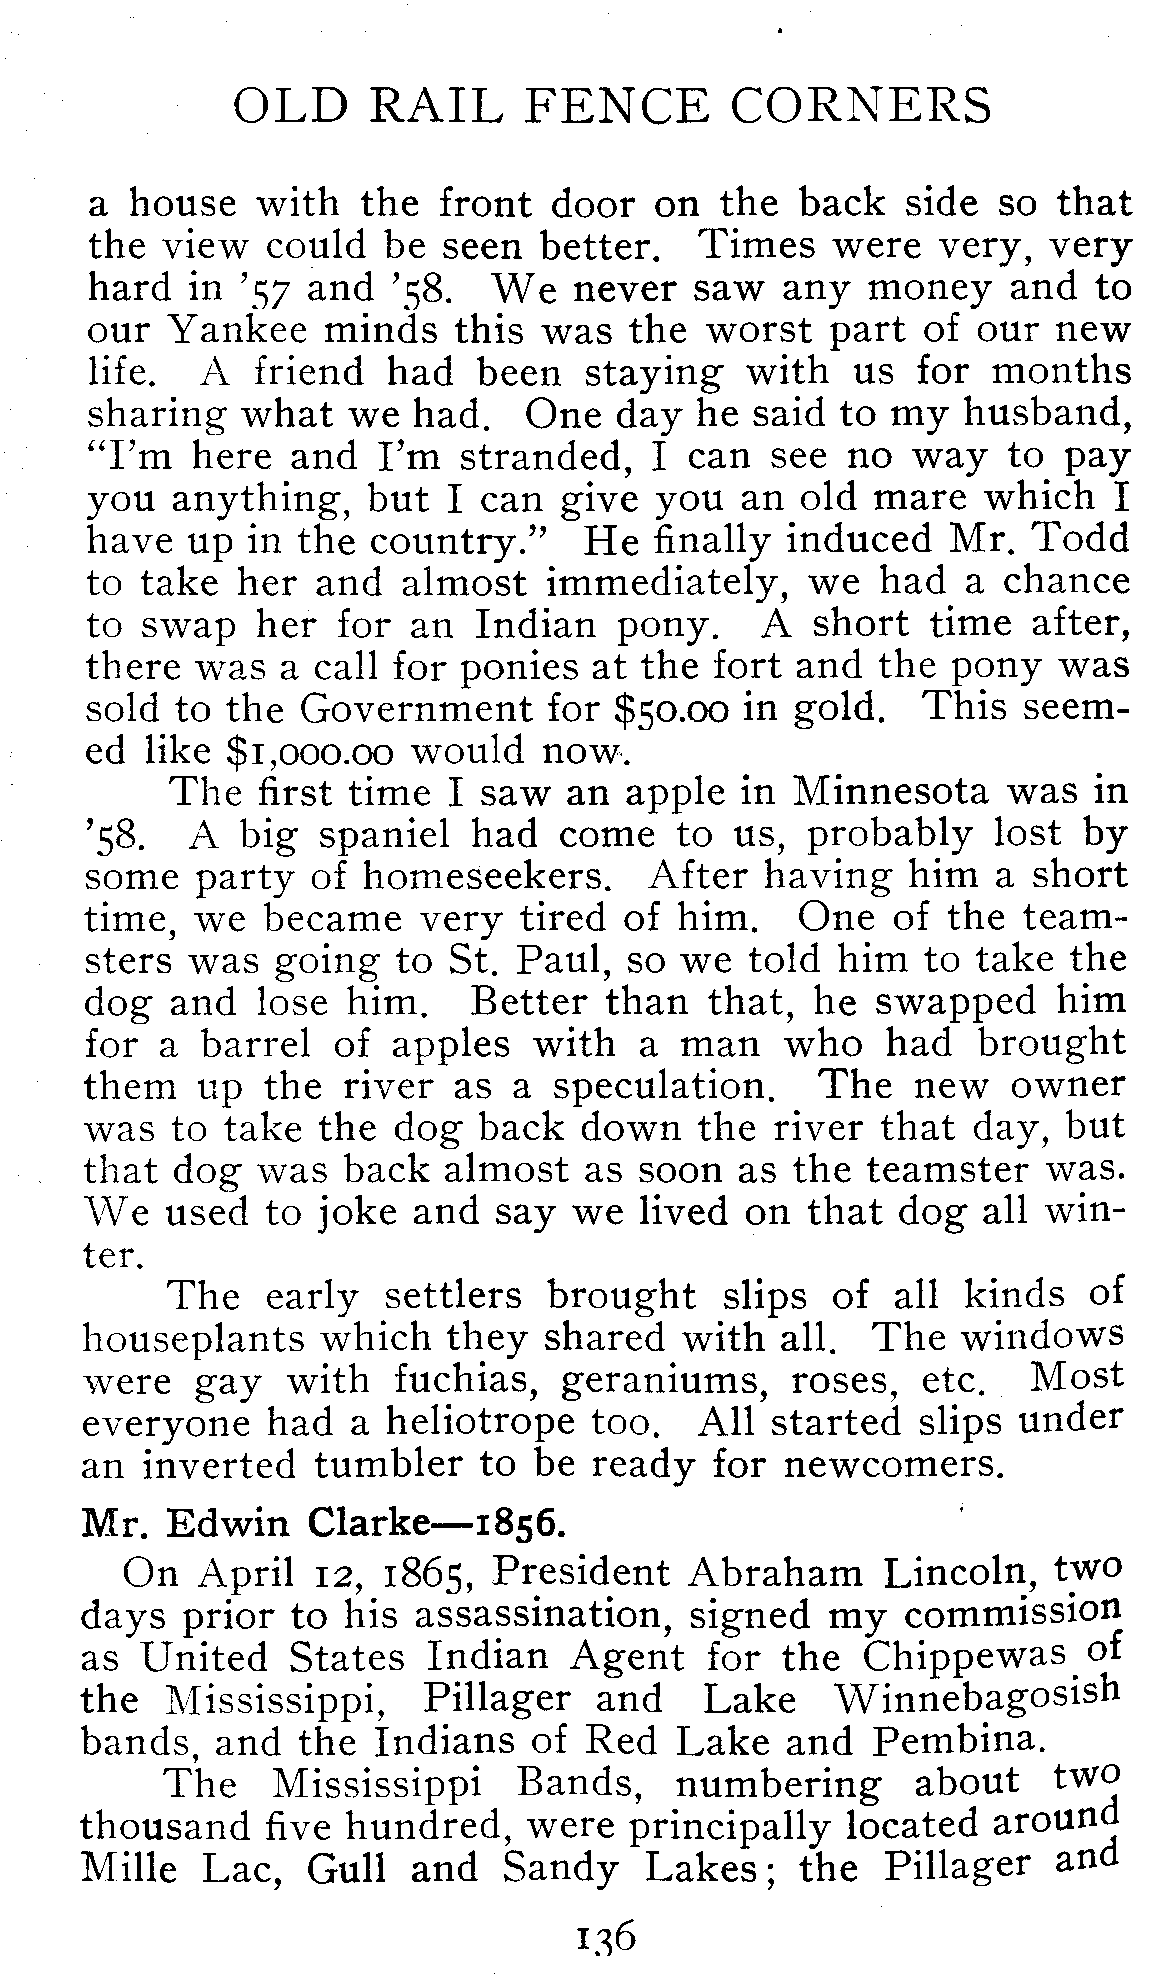 OLD RAIL FENCE CORNERS
a house with the front door on the back side so that
the view could be seen better. Times were very, very
hard in ’57 and ’58. We never saw any money and to
our Yankee minds this was the worst part of our new
life. A friend had been staying with us for months
sharing what we had. One day he said to my husband,
“I’m here and I’m stranded, I can see no way to pay
you anything, but I can give you an old mare which I
have up in the country.” He finally induced Mr. Todd
to take her and almost immediately, we had a chance
to swap her for an Indian pony. A short time after,
there was a call for ponies at the fort and the pony was
sold to the Government for $50.00 in gold. This seem-
ed like $1,000.00 would now.
The first time I saw an apple in Minnesota was in
’58. A big spaniel had come to us, probably lost by
some party of homeseekers. After having him a short
time, we became very tired of him. One of the team-
sters was going to St. Paul, so we told him to take the
dog and lose him. Better than that, he swapped him
for a barrel of apples with a man who had brought
them up the river as a speculation. The new owner
was to take the dog back down the river that day, but
that dog was back almost as soon as the teamster was.
We used to joke and say we lived on that dog all win-
ter.
The early settlers brought slips of all kinds of
houseplants which they shared with all. The windows
were gay with fuchias, geraniums, roses, etc. Most
everyone had a heliotrope too. All started slips under
an inverted tumbler to be ready for newcomers.
Mr. Edwin Clarke—1856.
On April 12, 1865, President Abraham Lincoln, two
days prior to his assassination, signed my commission
as United States Indian Agent for the Chippewas of
the Mississippi, Pillager and Lake Winnebagosish
bands, and the Indians of Red Lake and Pembina.
The Mississippi Bands, numbering about two
thousand five hundred, were principally located around
Mille Lac, Gull and Sandy Lakes; the Pillager and
136